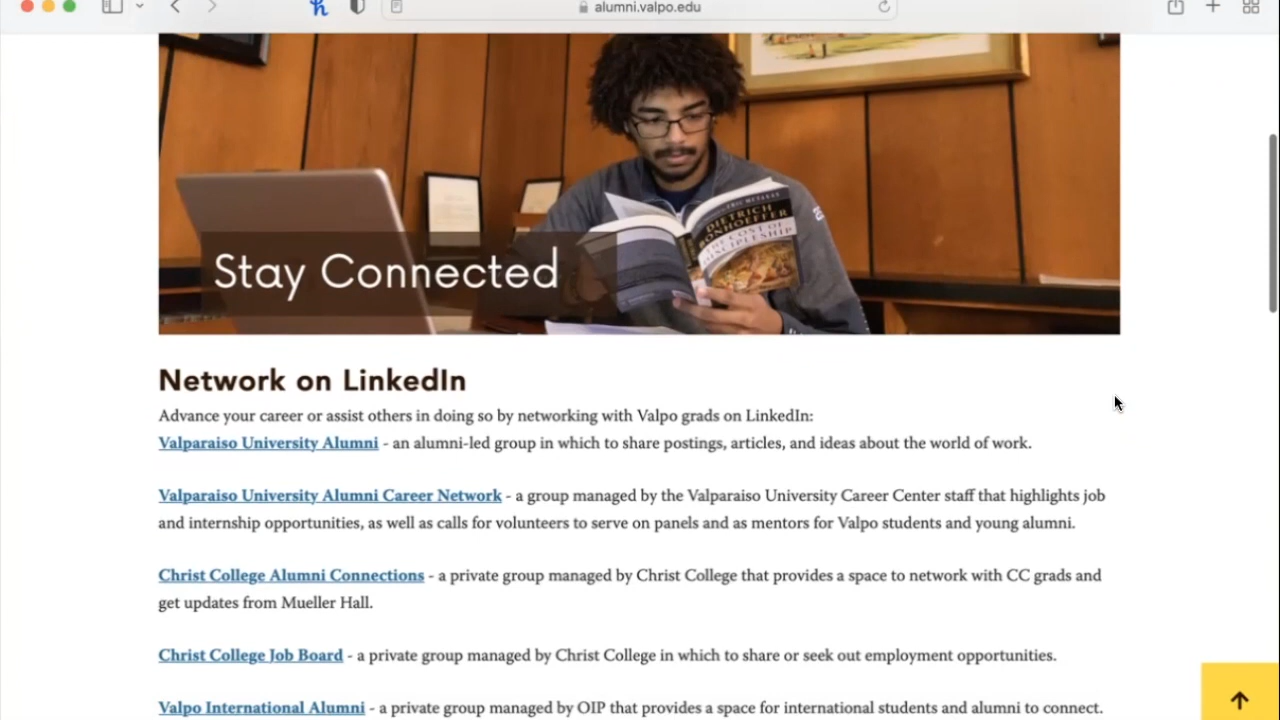 alumni.valpo.edu
ERIC METAXAS
DIETRICH
BONHOEFFER
THE COST OF
DISCIPLESHIP
Stay Connected
Network on LinkedIn
Advance your career or assist others in doing so by networking with Valpo grads on LinkedIn:
Valparaiso University Alumni - an alumni-led group in which to share postings, articles, and ideas about the world of work.
Valparaiso University Alumni Career Network - a group managed by the Valparaiso University Career Center staff that highlights job
and internship opportunities, as well as calls for volunteers to serve on panels and as mentors for Valpo students and young alumni.
Christ College Alumni Connections - a private group managed by Christ College that provides a space to network with CC grads and
get updates from Mueller Hall.
Christ College Job Board - a private group managed by Christ College in which to share or seek out employment opportunities.
Valpo International Alumni - a private group managed by OIP that provides a space for international students and alumni to connect.